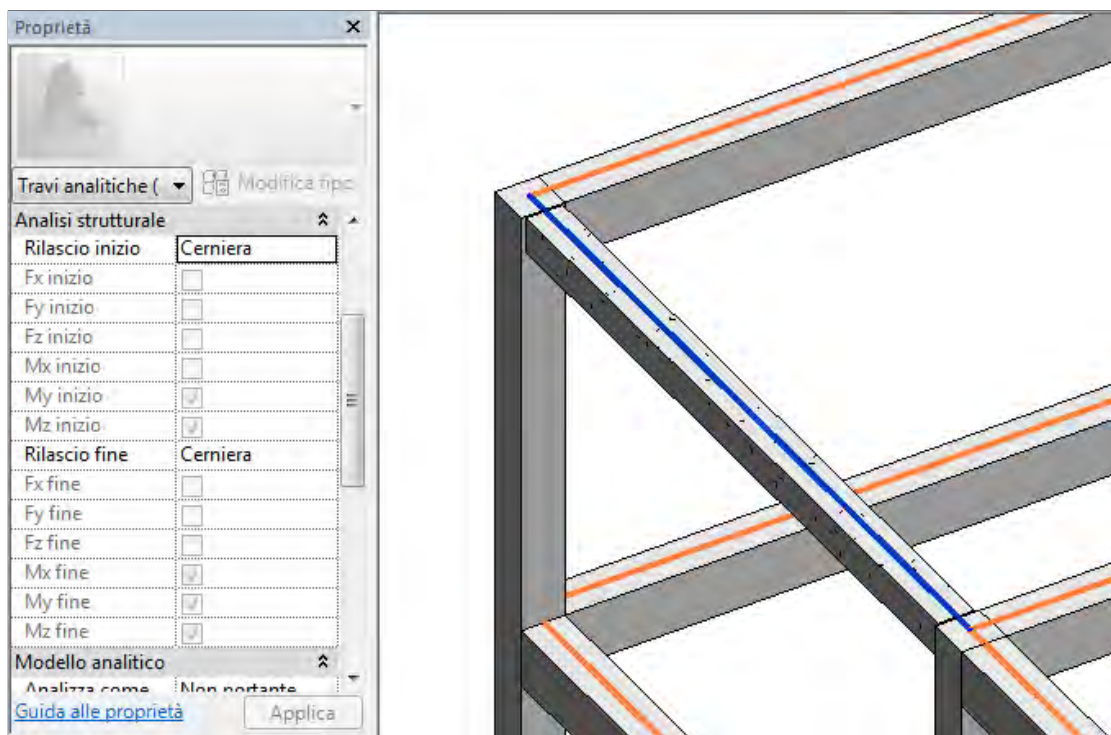 Proprietà
Travi analitiche ( Modifica tipo
Analisi strutturale
Rilascio inizio Cerniera
Fx inizio
Fy inizio
Fz inizio
Mx inizio
My inizio
Mz inizio
Rilascio fine Cerniera
Fx fine
Fy fine
Fz fine
Mx fine
My fine
Mz fine
Modello analitico
Analizza come Non portante
Guida alle proprietà Applica